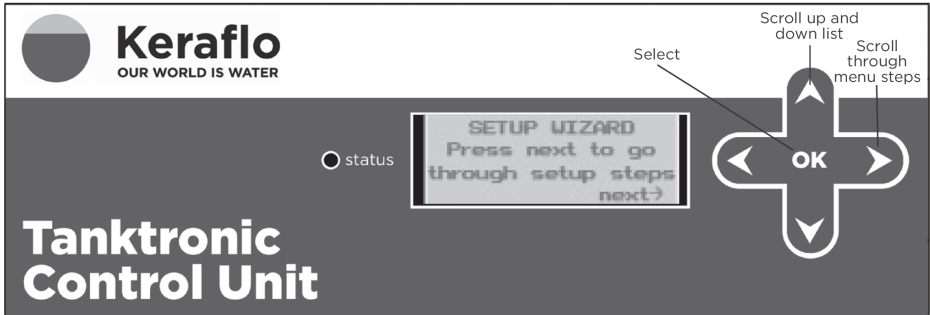 Keraflo
OUR WORLD IS WATER
Select
Scroll up and
down list
Scroll
through
menu steps
status
SETUP WIZARD
Press next to go
through setup steps
next→
OK
Tanktronic
Control Unit